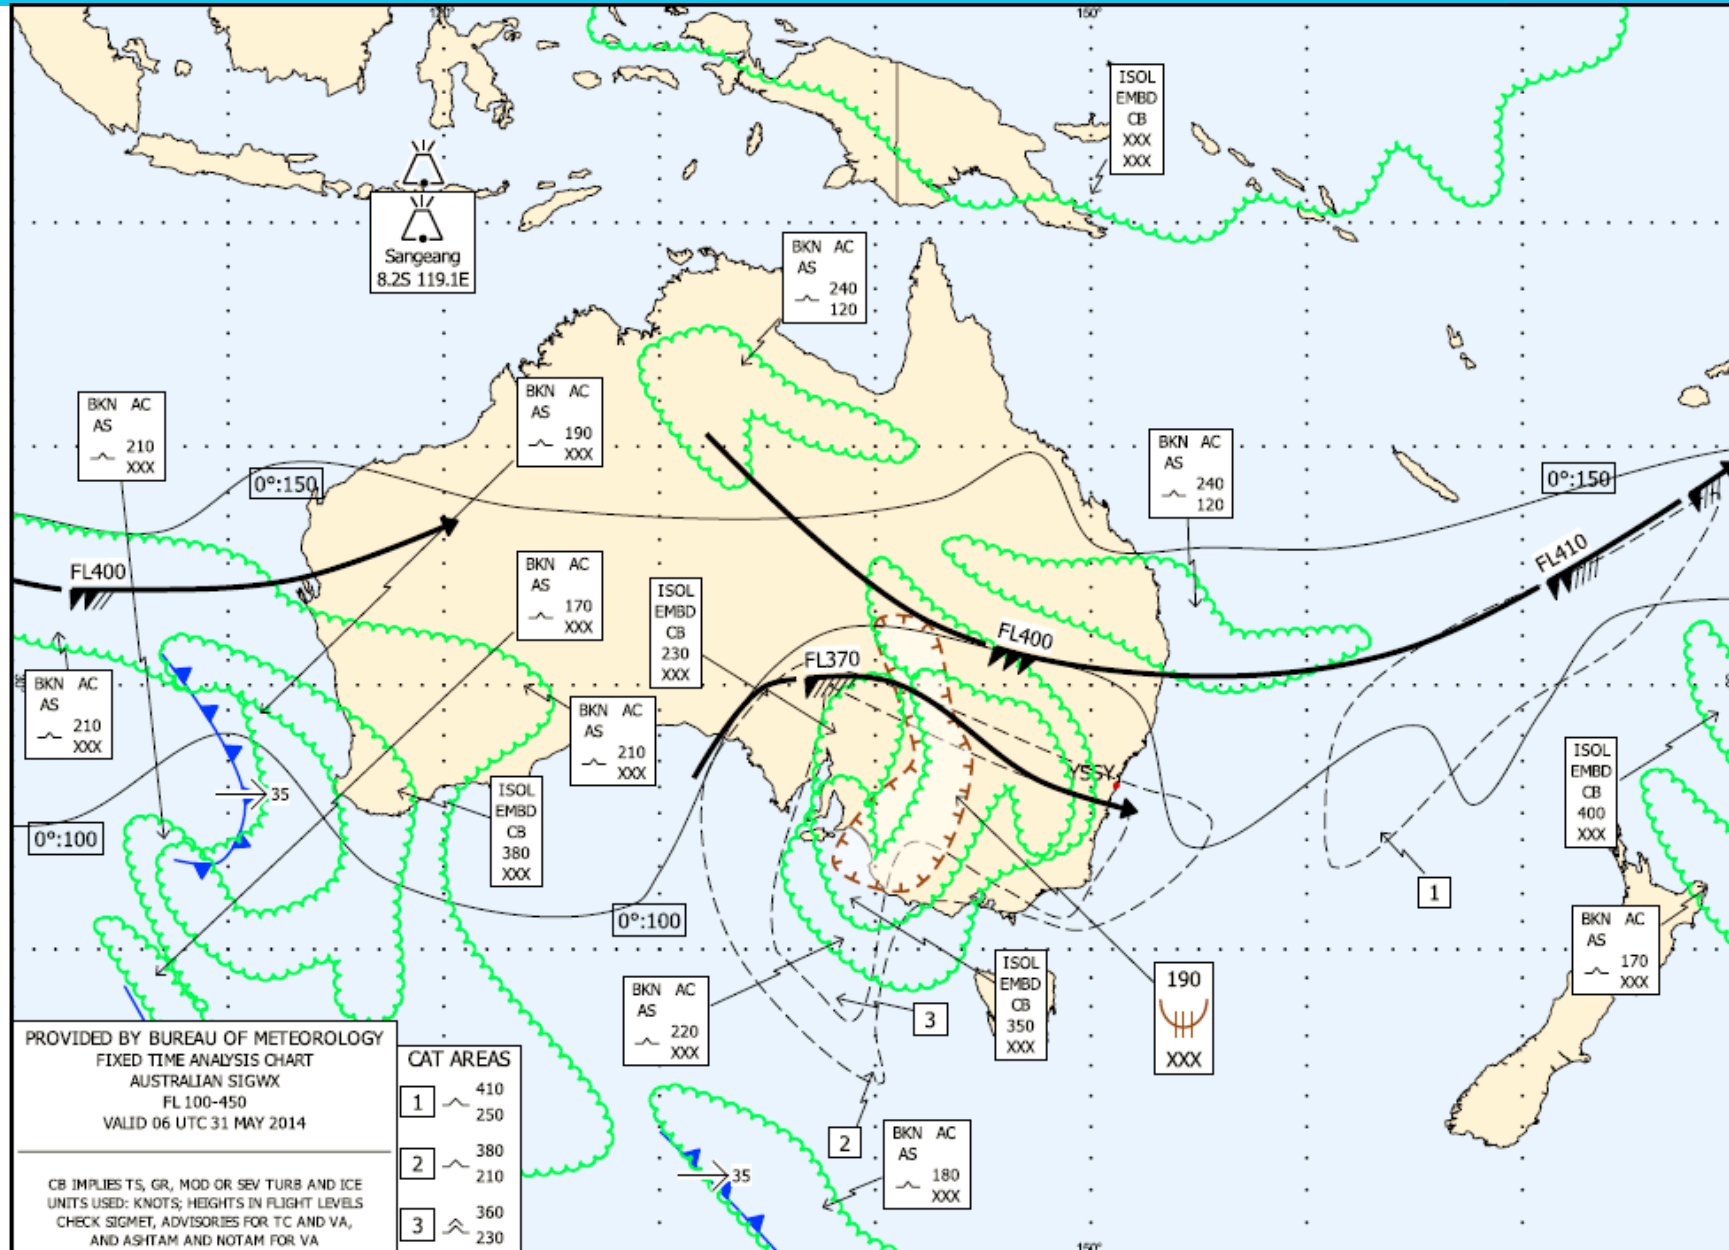 120°
150°
ISOL
EMBD
CB
XXX
XXX
Sangeang
8.2S 119.1E
BKN AC
AS
240
120
BKN AC
AS
210
XXX
BKN AC
AS
190
XXX
0°:150
BKN AC
AS
240
120
0°:150
FL400
BKN AC
AS
170
XXX
ISOL
EMBD
CB
230
XXX
FL410
FL400
FL370
BKN AC
AS
210
XXX
30°
BKN AC
AS
210
XXX
ISOL
EMBD
CB
400
XXX
YSSY
35
ISOL
EMBD
CB
380
XXX
0°:100
1
0°:100
BKN AC
AS
170
XXX
ISOL
EMBD
CB
350
XXX
190
XXX
BKN AC
AS
220
XXX
3
2
BKN AC
AS
180
XXX
35
PROVIDED BY BUREAU OF METEOROLOGY
FIXED TIME ANALYSIS CHART
AUSTRALIAN SIGWX
FL 100-450
VALID 06 UTC 31 MAY 2014
CB IMPLIES TS, GR, MOD OR SEV TURB AND ICE
UNITS USED: KNOTS; HEIGHTS IN FLIGHT LEVELS
CHECK SIGMET, ADVISORIES FOR TC AND VA,
AND ASHTAM AND NOTAM FOR VA
CAT AREAS
1 410
250
2 380
210
3 360
230
150°